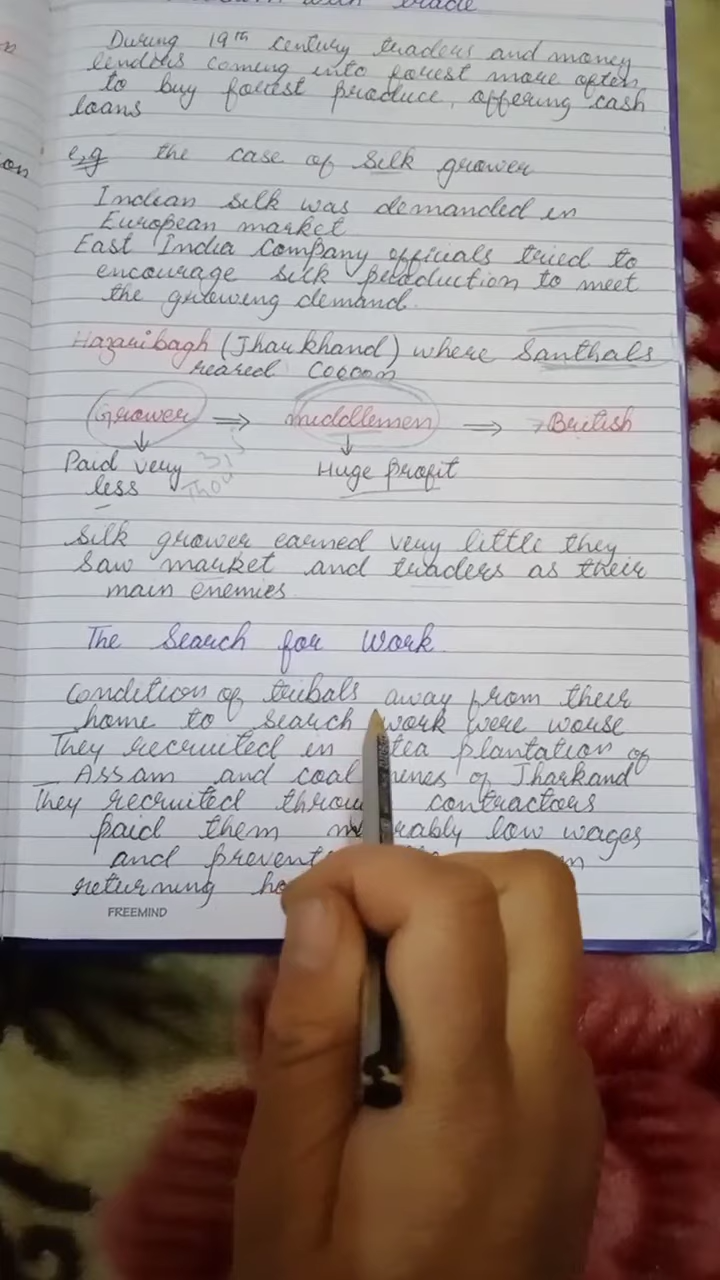 with trade
During 19th century traders and money
lendors coming into forest more often
to buy forest produce, offering cash
loans
e.g the case of Silk grower
Indian silk was demanded in
European market
East India Company officials tried to
encourage silk production to meet
the growing demand.
Hazaribagh (Jharkhand) where Santhals
reared Cocoon
Grower ⇒ middlemen ⇒ British
Paid very less
Huge profit
Silk grower earned very little they
saw market and traders as their
main enemies
The Search for Work
Condition of tribals away from their
home to search work were worse
They recruited in tea plantation of
Assam and coal mines of Jharkand
They recruited contractors
paid them low wages
and
returning
FREEMIND